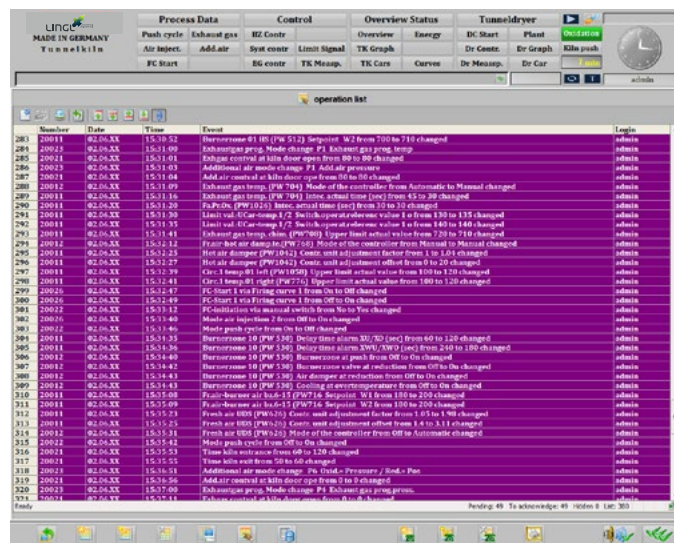 LINGL
MADE IN GERMANY
Tunnelkiln
Process Data Control Overview Status Tunneldryer
Push cycle Exhaust gas HZ Contr Overview Energy DC Start Plant Oxidation
Air inject. Add.air Syst contr Limit Signal TK Graph Dr Contr. Dr Graph Kiln push
FC Start EG contr TK Measp. TK Cars Curves Dr Measp. Dr Car
admin
operation list
Number Date Time Event Login
283 20011 02.06.XX 15:30:52 Burnerzone 01 HS (PW 512) Setpoint W2 from 700 to 710 changed admin
284 20023 02.06.XX 15:31:00 Exhaustgas prog. Mode change P1 Exhaust gas prog. temp admin
285 20021 02.06.XX 15:31:01 Exhgas contval at kiln door open from 80 to 80 changed admin
286 20023 02.06.XX 15:31:03 Additional air mode change P1 Add.air pressure admin
287 20021 02.06.XX 15:31:04 Add.air contval at kiln door ope from 80 to 80 changed admin
288 20012 02.06.XX 15:31:09 Exhaust gas temp. (PW 704) Mode of the controller from Automatic to Manual changed admin
289 20011 02.06.XX 15:31:16 Exhaust gas temp. (PW 704) Intec. actual time (sec) from 45 to 30 changed admin
290 20011 02.06.XX 15:31:20 (PW1026) Intec. actual time (sec) from 30 to 30 changed admin
291 20011 02.06.XX 15:31:30 Limit val.:UCar-temp.1/2 Switch.operat.referenc value 1 o from 130 to 135 changed admin
292 20011 02.06.XX 15:31:35 Limit val.:UCar-temp.1/2 Switch.operat.referenc value 1 o from 140 to 140 changed admin
293 20011 02.06.XX 15:31:41 Exhaust gas temp. chim. (PW708) Upper limit actual value from 720 to 710 changed admin
294 20012 02.06.XX 15:32:12 Fr.air-hot air damp.te.(PW768) Mode of the controller from Manual to Manual changed admin
295 20011 02.06.XX 15:32:25 Hot air damper (PW1042) Contr. unit adjustment factor from 1 to 1.04 changed admin
296 20011 02.06.XX 15:32:27 Hot air damper (PW1042) Contr. unit adjustment offset from 0 to 20 changed admin
297 20011 02.06.XX 15:32:39 Circ.1 temp.01 left (PW1058) Upper limit actual value from 100 to 120 changed admin
298 20011 02.06.XX 15:32:41 Circ.1 temp.01 right (PW776) Upper limit actual value from 100 to 120 changed admin
299 20026 02.06.XX 15:32:47 FC-Start 1 via Firing curve 1 from On to Off changed admin
300 20026 02.06.XX 15:32:49 FC-Start 1 via Firing curve 1 from Off to On changed admin
301 20022 02.06.XX 15:33:12 FC-initiation via manual switch from No to Yes changed admin
302 20026 02.06.XX 15:33:40 Mode air injection 2 from Off to On changed admin
303 20022 02.06.XX 15:33:46 Mode push cycle from On to Off changed admin
304 20011 02.06.XX 15:34:35 Burnerzone 10 (PW 530) Delay time alarm XU/XO (sec) from 60 to 120 changed admin
305 20011 02.06.XX 15:34:36 Burnerzone 10 (PW 530) Delay time alarm XWU/XWO (sec) from 240 to 180 changed admin
306 20012 02.06.XX 15:34:40 Burnerzone 10 (PW 530) Burnerzone at push from Off to On changed admin
307 20012 02.06.XX 15:34:42 Burnerzone 10 (PW 530) Burnerzone valve at reduction from Off to On changed admin
308 20012 02.06.XX 15:34:43 Burnerzone 10 (PW 530) Air damper at reduction from Off to On changed admin
309 20012 02.06.XX 15:34:43 Burnerzone 10 (PW 530) Cooling at overtemperature from Off to On changed admin
310 20011 02.06.XX 15:35:08 Fr.air-burner air bz.6-15 (PW716 Setpoint W1 from 180 to 200 changed admin
311 20011 02.06.XX 15:35:09 Fr.air-burner air bz.6-15 (PW716 Setpoint W2 from 180 to 200 changed admin
312 20011 02.06.XX 15:35:23 Fresh air UDS (PW626) Contr. unit adjustment factor from 1.05 to 1.98 changed admin
313 20011 02.06.XX 15:35:25 Fresh air UDS (PW626) Contr. unit adjustment offset from 1.4 to 3.11 changed admin
314 20012 02.06.XX 15:35:31 Fresh air UDS (PW626) Mode of the controller from Off to Automatic changed admin
315 20022 02.06.XX 15:35:42 Mode push cycle from Off to On changed admin
316 20021 02.06.XX 15:35:53 Time kiln entrance from 60 to 120 changed admin
317 20021 02.06.XX 15:35:55 Time kiln exit from 50 to 60 changed admin
318 20023 02.06.XX 15:36:51 Additional air mode change P6 Oxid.= Pressure / Red.= Pos admin
319 20021 02.06.XX 15:36:56 Add.air contval at kiln door ope from 0 to 0 changed admin
320 20023 02.06.XX 15:37:00 Exhaustgas prog. Mode change P4 Exhaust gas prog.press. admin
321 20021 02.06.XX 15:37:11 Exhgas contval at kiln door open from 0 to 0 changed admin
Ready Pending: 49 To acknowledge: 49 Hidden 0 List: 380